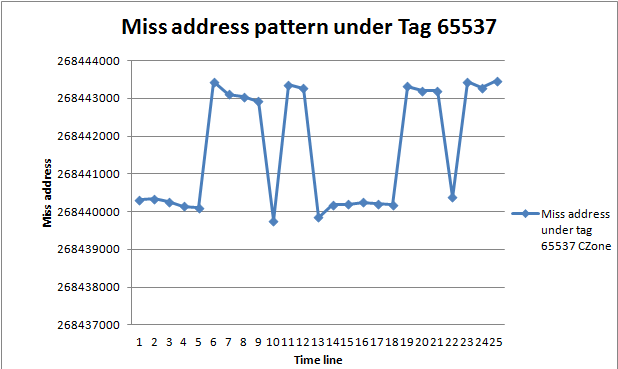 Miss address pattern under Tag 65537
268444000
268443000
268442000
268441000
268440000
268439000
268438000
268437000
Miss address
1 2 3 4 5 6 7 8 9 10 11 12 13 14 15 16 17 18 19 20 21 22 23 24 25
Time line
Miss address
under tag
65537 CZone